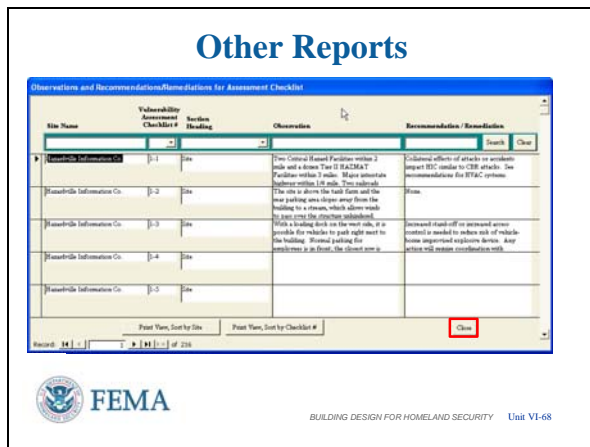 Other Reports
Observations and Recommendations/Remediations for Assessment Checklist
Site Name
Vulnerability
Assessment
Checklist #
Section
Heading
Observation
Recommendation / Remediation
Search Clear
Hazardville Information Co. 1-1 Site
Two Critical Hazard Facilities within 2
mile and a dozen Tier II HAZMAT
Facilities within 3 miles. Major interstate
highway within 1/4 mile. Two railroads
Collateral effects of attacks or accidents
impact HIC similar to CBR attacks. See
recommendations for HVAC systems.
Hazardville Information Co. 1-2 Site
The site is above the tank farm and the
rear parking area slopes away from the
building to a stream, which allows winds
to pass over the structure unhindered.
None.
Hazardville Information Co. 1-3 Site
With a loading dock on the west side, it is
possible for vehicles to park right next to
the building. Normal parking for
employees is in front, the closest row is
Increased stand-off or increased access
control is needed to reduce risk of vehicle-
borne improvised explosive device. Any
action will require coordination with
Hazardville Information Co. 1-4 Site
Hazardville Information Co. 1-5 Site
Print View, Sort by Site Print View, Sort by Checklist # Close
Record: 1 of 216
FEMA
BUILDING DESIGN FOR HOMELAND SECURITY Unit VI-68